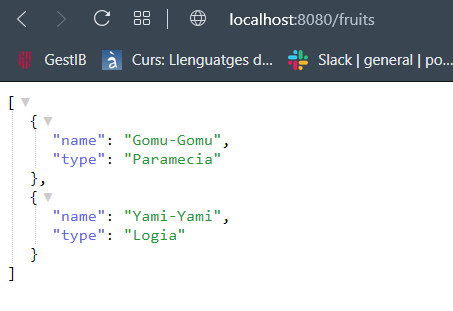 localhost:8080/fruits
GestIB
à Curs: Llenguatges d...
Slack | general | po...
[
{
"name": "Gomu-Gomu",
"type": "Paramecia"
},
{
"name": "Yami-Yami",
"type": "Logia"
}
]